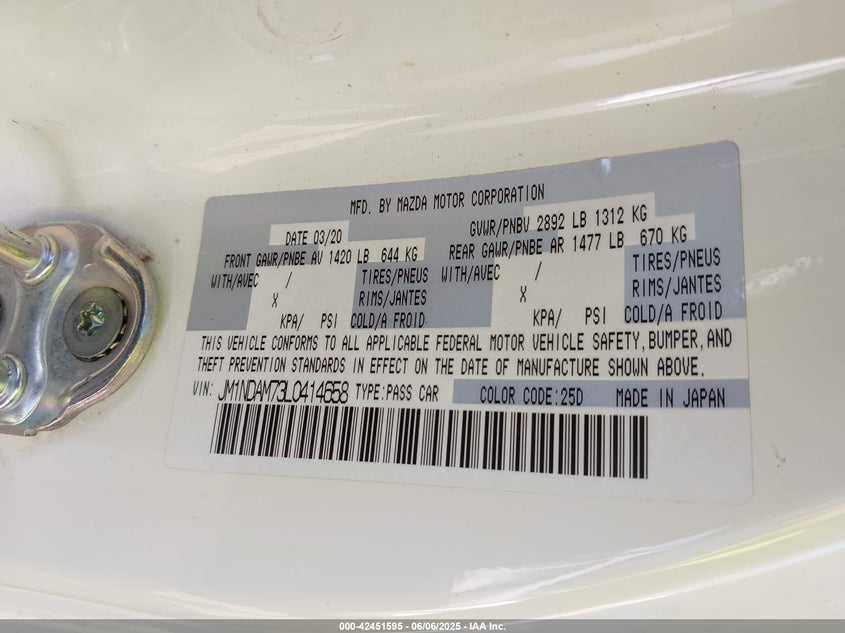 MFD. BY MAZDA MOTOR CORPORATION
DATE 03/20 GVWR/PNBV 2892 LB 1312 KG
FRONT GAWR/PNBE AV 1420 LB 644 KG REAR GAWR/PNBE AR 1477 LB 670 KG
WITH/AVEC / TIRES/PNEUS WITH/AVEC / TIRES/PNEUS
X RIMS/JANTES X RIMS/JANTES
KPA/ PSI COLD/A FROID KPA/ PSI COLD/A FROID
THIS VEHICLE CONFORMS TO ALL APPLICABLE FEDERAL MOTOR VEHICLE SAFETY, BUMPER, AND
THEFT PREVENTION STANDARDS IN EFFECT ON THE DATE OF MANUFACTURE SHOWN ABOVE.
VIN: JM1NDAM73L0414658 TYPE:PASS CAR COLOR CODE:25D MADE IN JAPAN
000-42451595 - 06/06/2025 - IAA Inc.